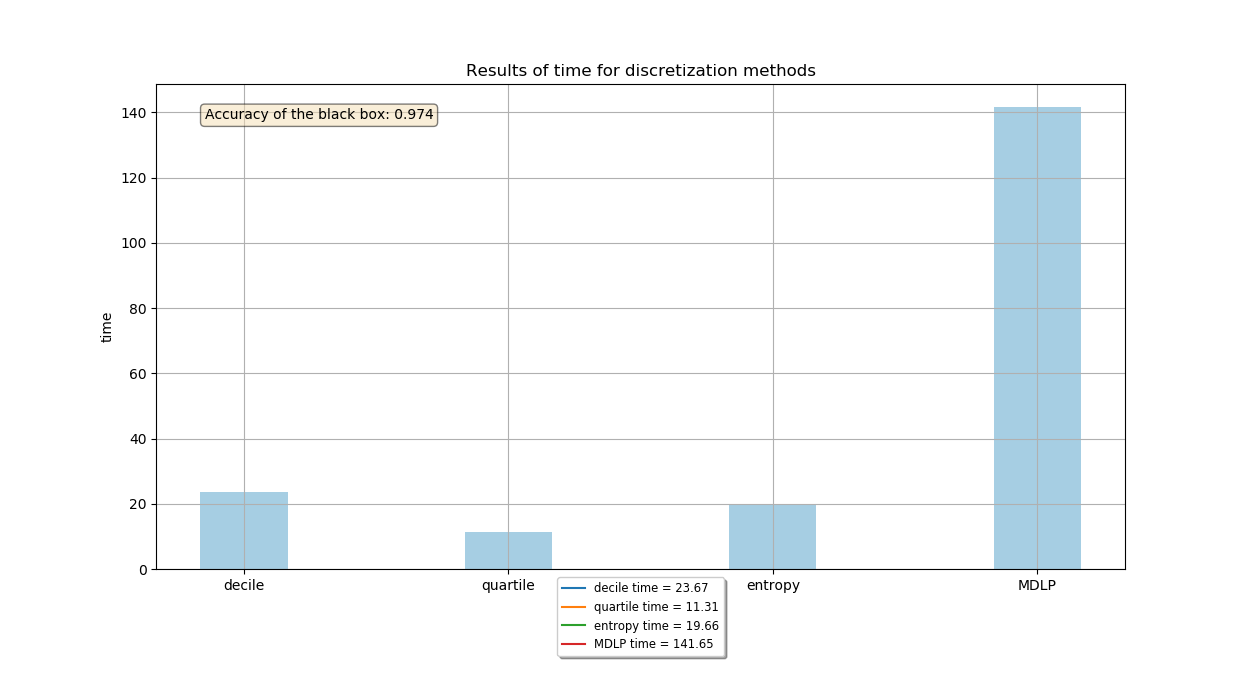 Results of time for discretization methods
Accuracy of the black box: 0.974
140
120
100
80
60
40
20
0
time
decile quartile entropy MDLP
decile time = 23.67
quartile time = 11.31
entropy time = 19.66
MDLP time = 141.65